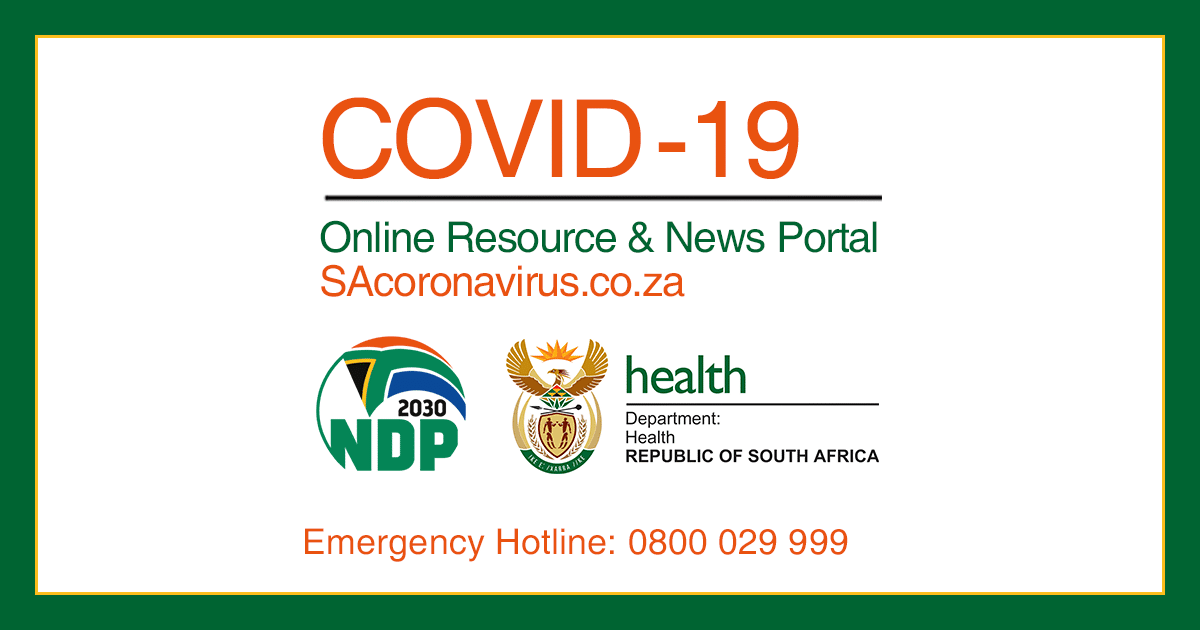 COVID-19
Online Resource & News Portal
SAcoronavirus.co.za
2030
NDP
health
Department:
Health
REPUBLIC OF SOUTH AFRICA
Emergency Hotline: 0800 029 999